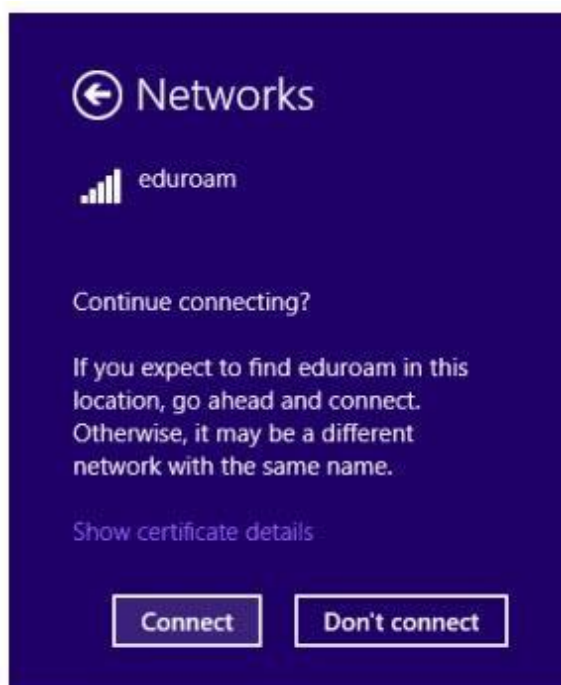 Networks
eduroam
Continue connecting?
If you expect to find eduroam in this
location, go ahead and connect.
Otherwise, it may be a different
network with the same name.
Show certificate details
Connect Don't connect